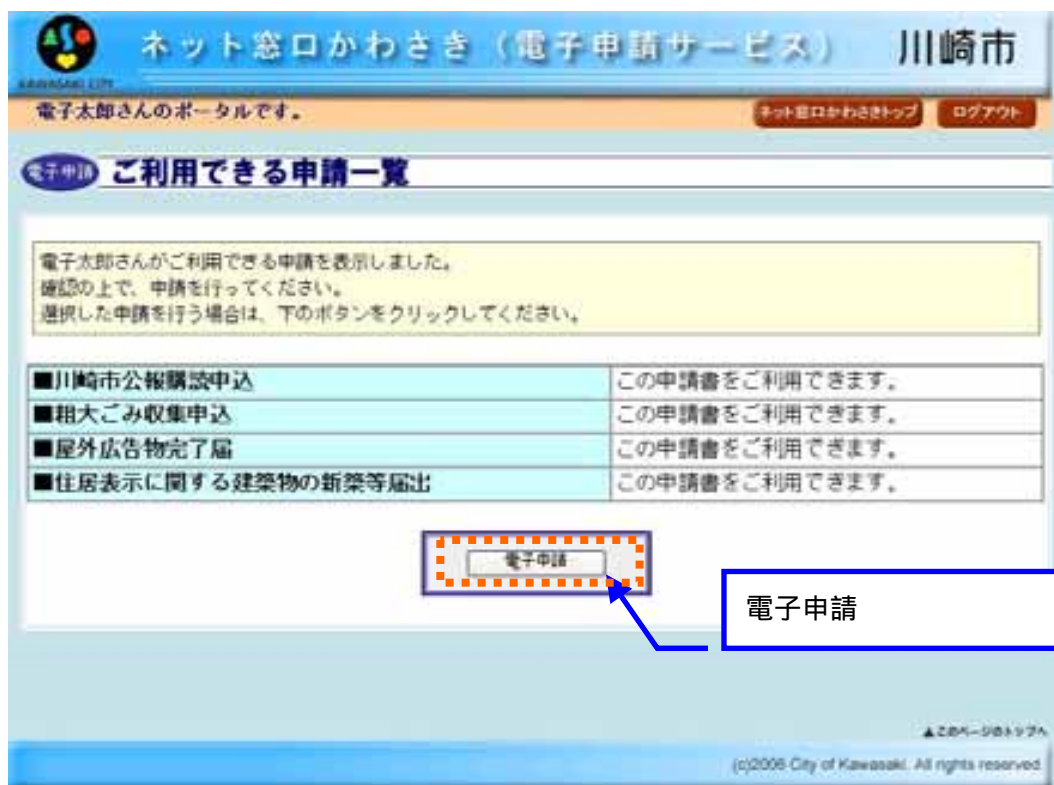 ネット窓口かわさき（電子申請サービス）
川崎市
KAWASAKI CITY
電子太郎さんのポータルです。
ネット窓口かわさきトップ
ログアウト
電子申請
ご利用できる申請一覧
電子太郎さんがご利用できる申請を表示しました。
確認の上で、申請を行ってください。
選択した申請を行う場合は、下のボタンをクリックしてください。
■川崎市公報購読申込
この申請書をご利用できます。
■粗大ごみ収集申込
この申請書をご利用できます。
■屋外広告物完了届
この申請書をご利用できます。
■住居表示に関する建築物の新築等届出
この申請書をご利用できます。
電子申請
電子申請
▲このページのトップへ
(c)2006 City of Kawasaki. All rights reserved.